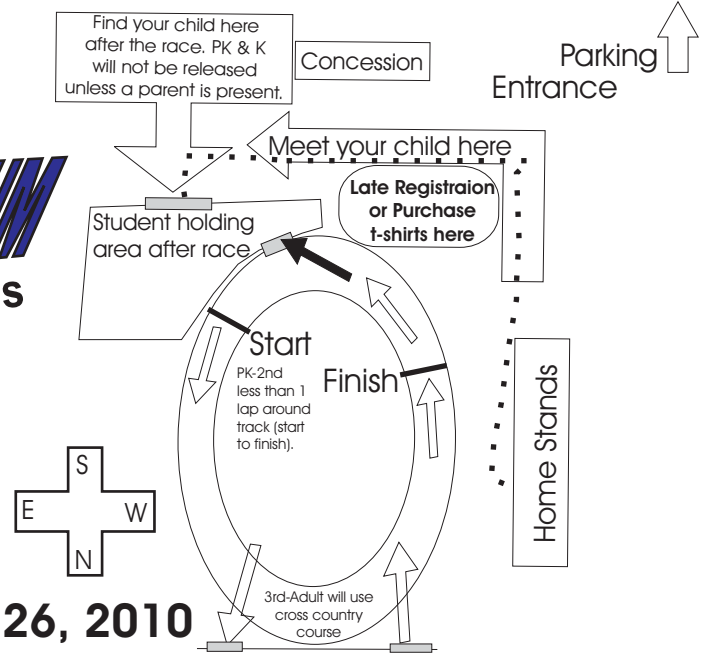 Find your child here
after the race. PK & K
will not be released
unless a parent is present.
Concession
Parking
Entrance
Meet your child here
Late Registraion
or Purchase
t-shirts here
Student holding
area after race
M
s
Start
PK-2nd
less than 1
lap around
track (start
to finish).
Finish
Home Stands
S
E W
N
3rd-Adult will use
cross country
course
26, 2010